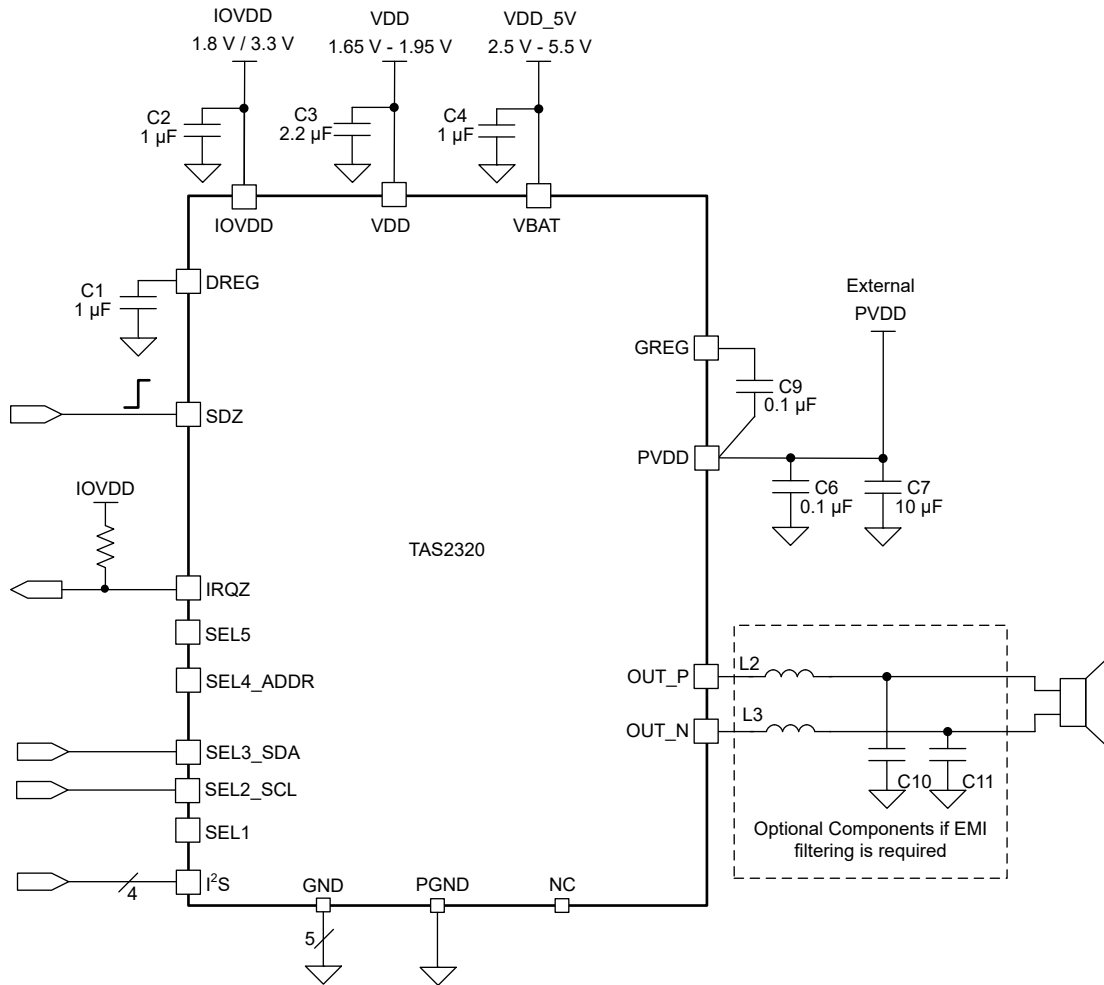 IOVDD
1.8 V / 3.3 V
VDD
1.65 V - 1.95 V
VDD_5V
2.5 V - 5.5 V
C2
1 µF
C3
2.2 µF
C4
1 µF
IOVDD
VDD
VBAT
C1
1 µF
DREG
External
PVDD
GREG
C9
0.1 µF
SDZ
PVDD
C6
0.1 µF
C7
10 µF
IOVDD
TAS2320
IRQZ
SEL5
SEL4_ADDR
OUT_P
L2
OUT_N
L3
SEL3_SDA
SEL2_SCL
C10
C11
SEL1
Optional Components if EMI
filtering is required
I²S
4
GND
PGND
NC
5